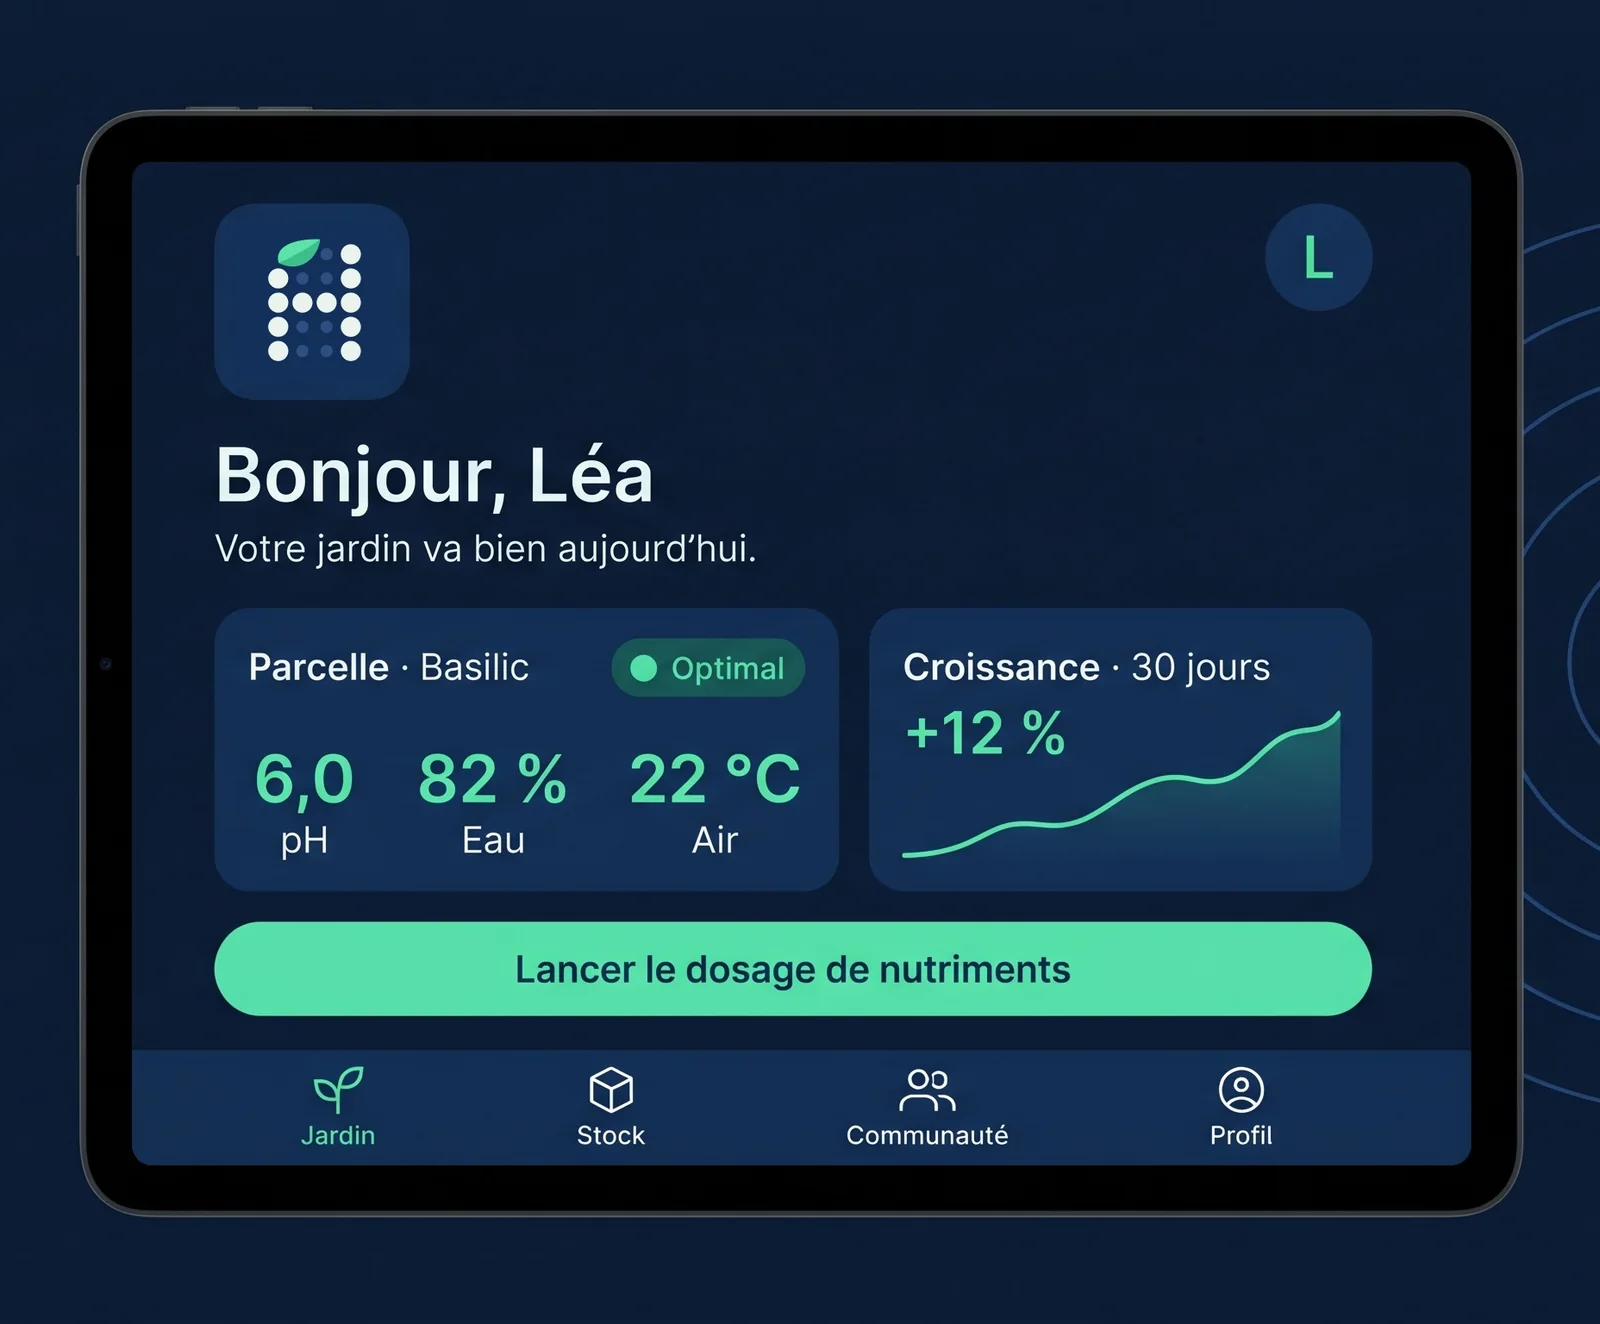 H
L
Bonjour, Léa
Votre jardin va bien aujourd’hui.
Parcelle · Basilic
Optimal
6,0
82 %
22 °C
pH
Eau
Air
Croissance · 30 jours
+12 %
Lancer le dosage de nutriments
Jardin
Stock
Communauté
Profil